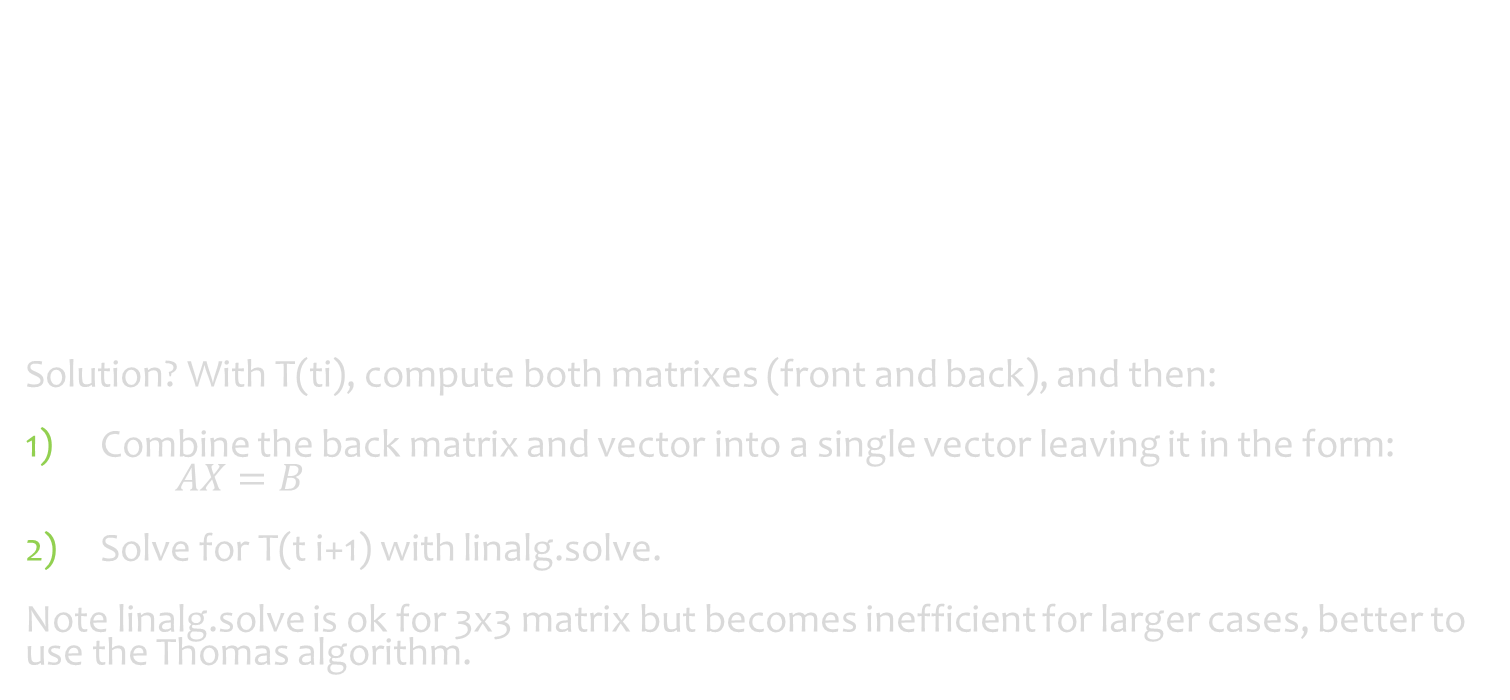 Solution? With T(ti), compute both matrixes (front and back), and then:
1) Combine the back matrix and vector into a single vector leaving it in the form:
AX = B
2) Solve for T(t i+1) with linalg.solve.
Note linalg.solve is ok for 3x3 matrix but becomes inefficient for larger cases, better to
use the Thomas algorithm.